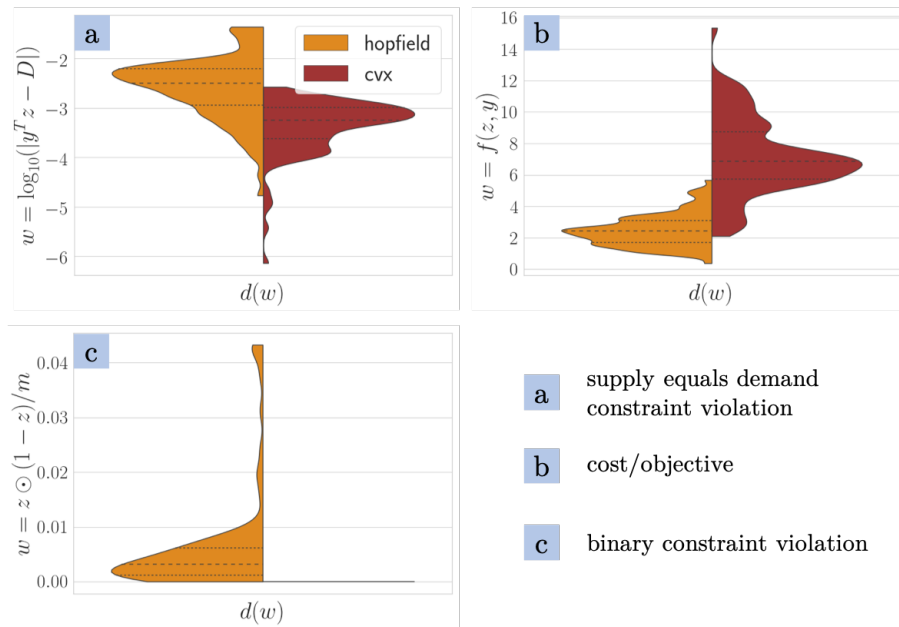 a
−2
−3
−4
−5
−6
w = log₁₀(|yᵀz − D|)
d(w)
hopfield
cvx
b
16
14
12
10
8
6
4
2
0
w = f(z, y)
d(w)
c
0.04
0.03
0.02
0.01
0.00
w = z ⊙ (1 − z)/m
d(w)
a supply equals demand
constraint violation
b cost/objective
c binary constraint violation